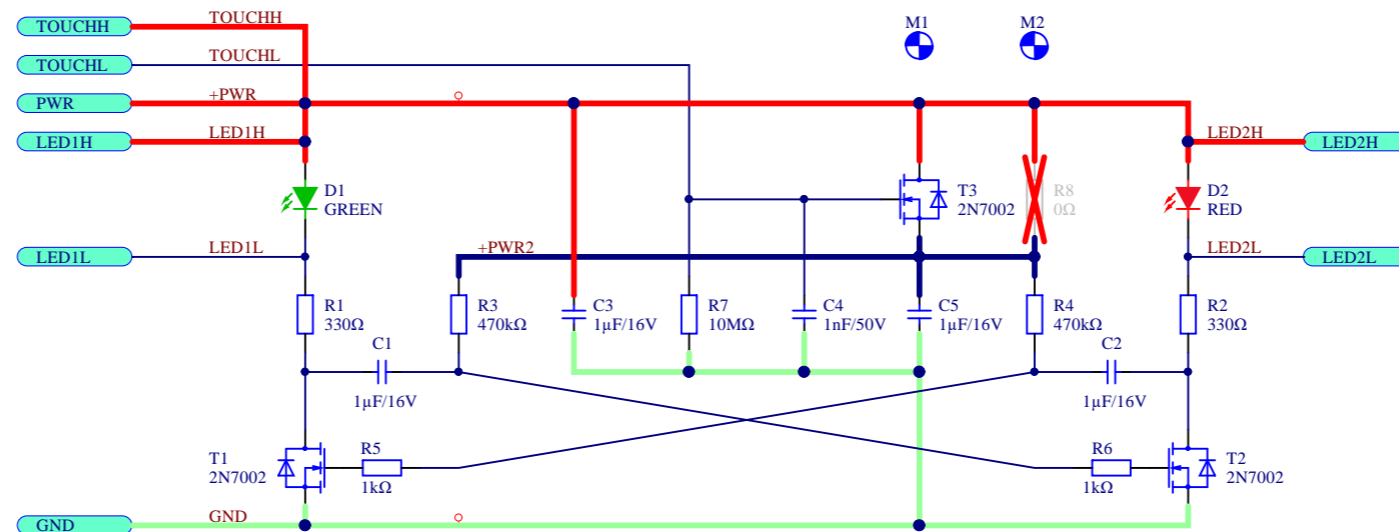 TOUCHH
TOUCHH
M1
M2
TOUCHL
TOUCHL
PWR
+PWR
LED1H
LED1H
LED2H
LED2H
D1
GREEN
T3
2N7002
R8
0Ω
D2
RED
LED1L
LED1L
+PWR2
LED2L
LED2L
R1
330Ω
R3
470kΩ
C3
1µF/16V
R7
10MΩ
C4
1nF/50V
C5
1µF/16V
R4
470kΩ
R2
330Ω
C1
1µF/16V
C2
1µF/16V
T1
2N7002
R5
1kΩ
R6
1kΩ
T2
2N7002
GND
GND